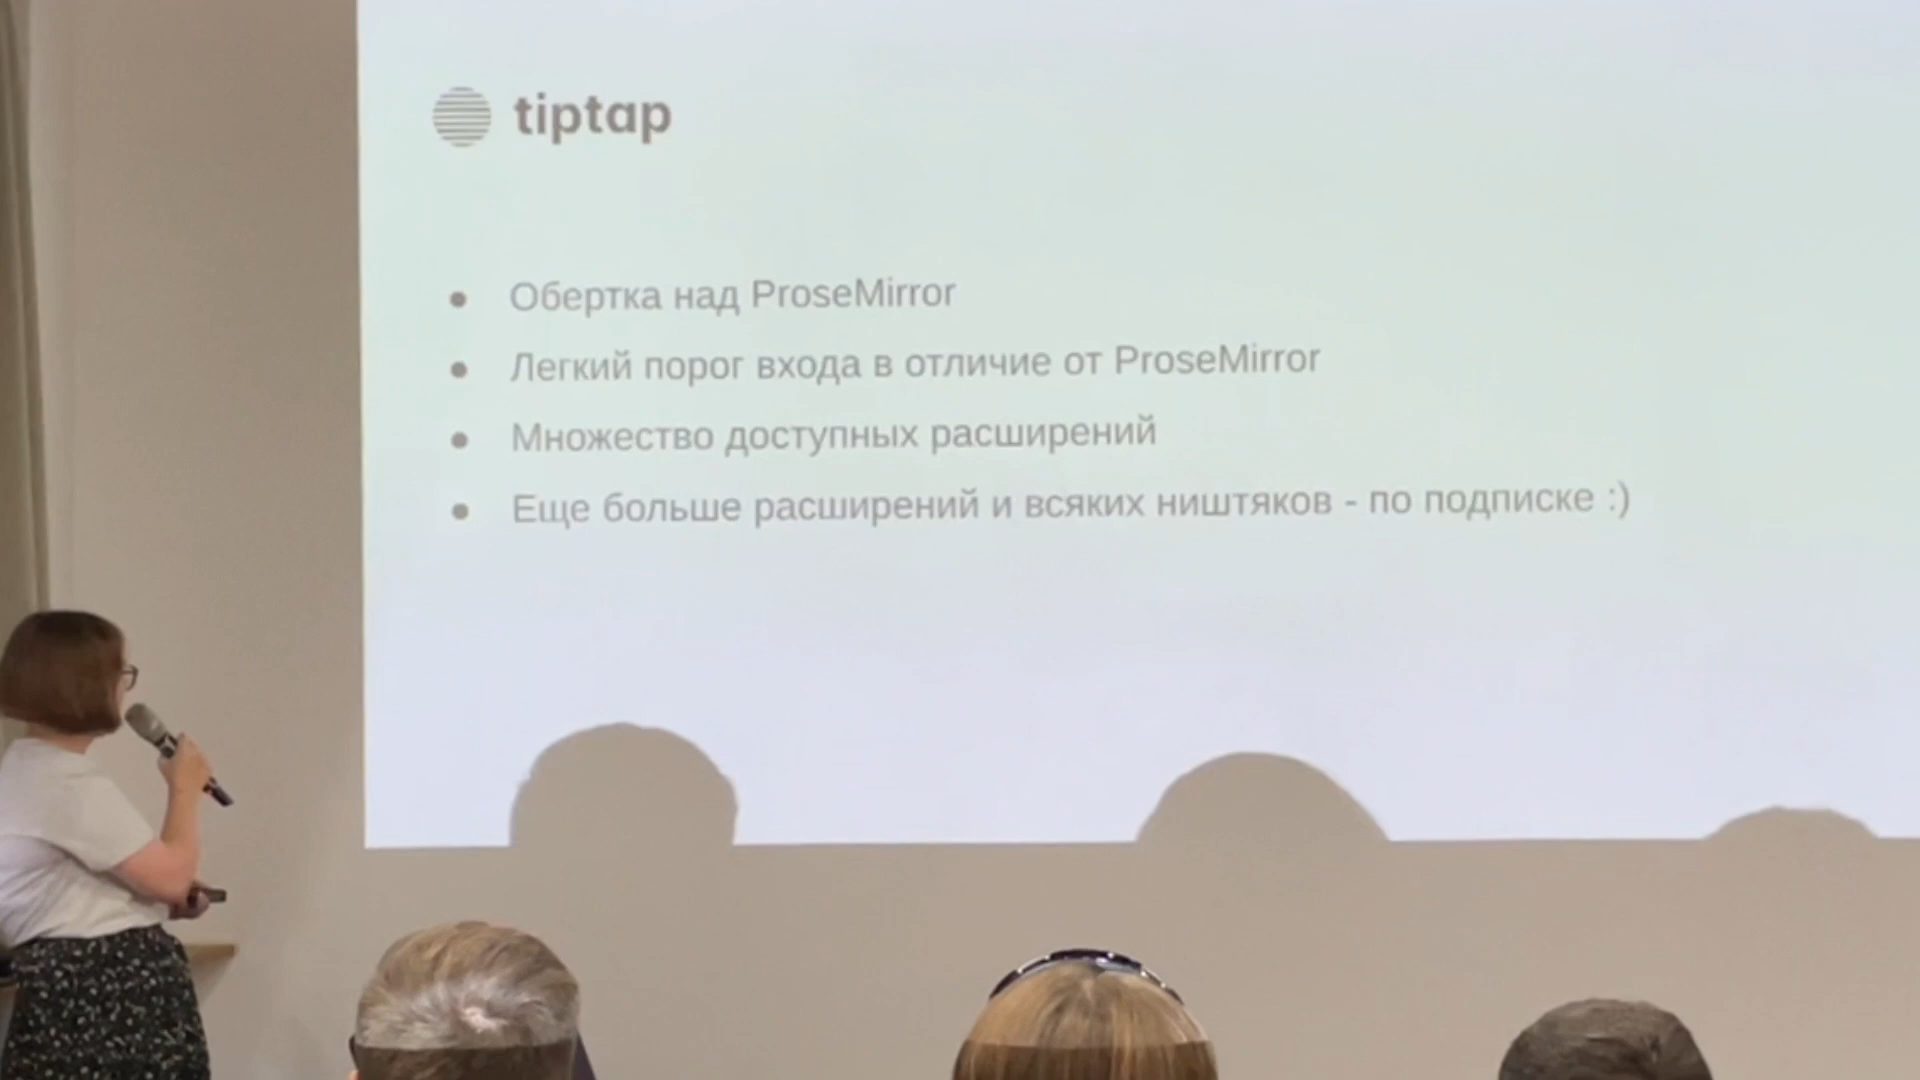 tiptap
● Обертка над ProseMirror
● Легкий порог входа в отличие от ProseMirror
● Множество доступных расширений
● Еще больше расширений и всяких ништяков - по подписке :)